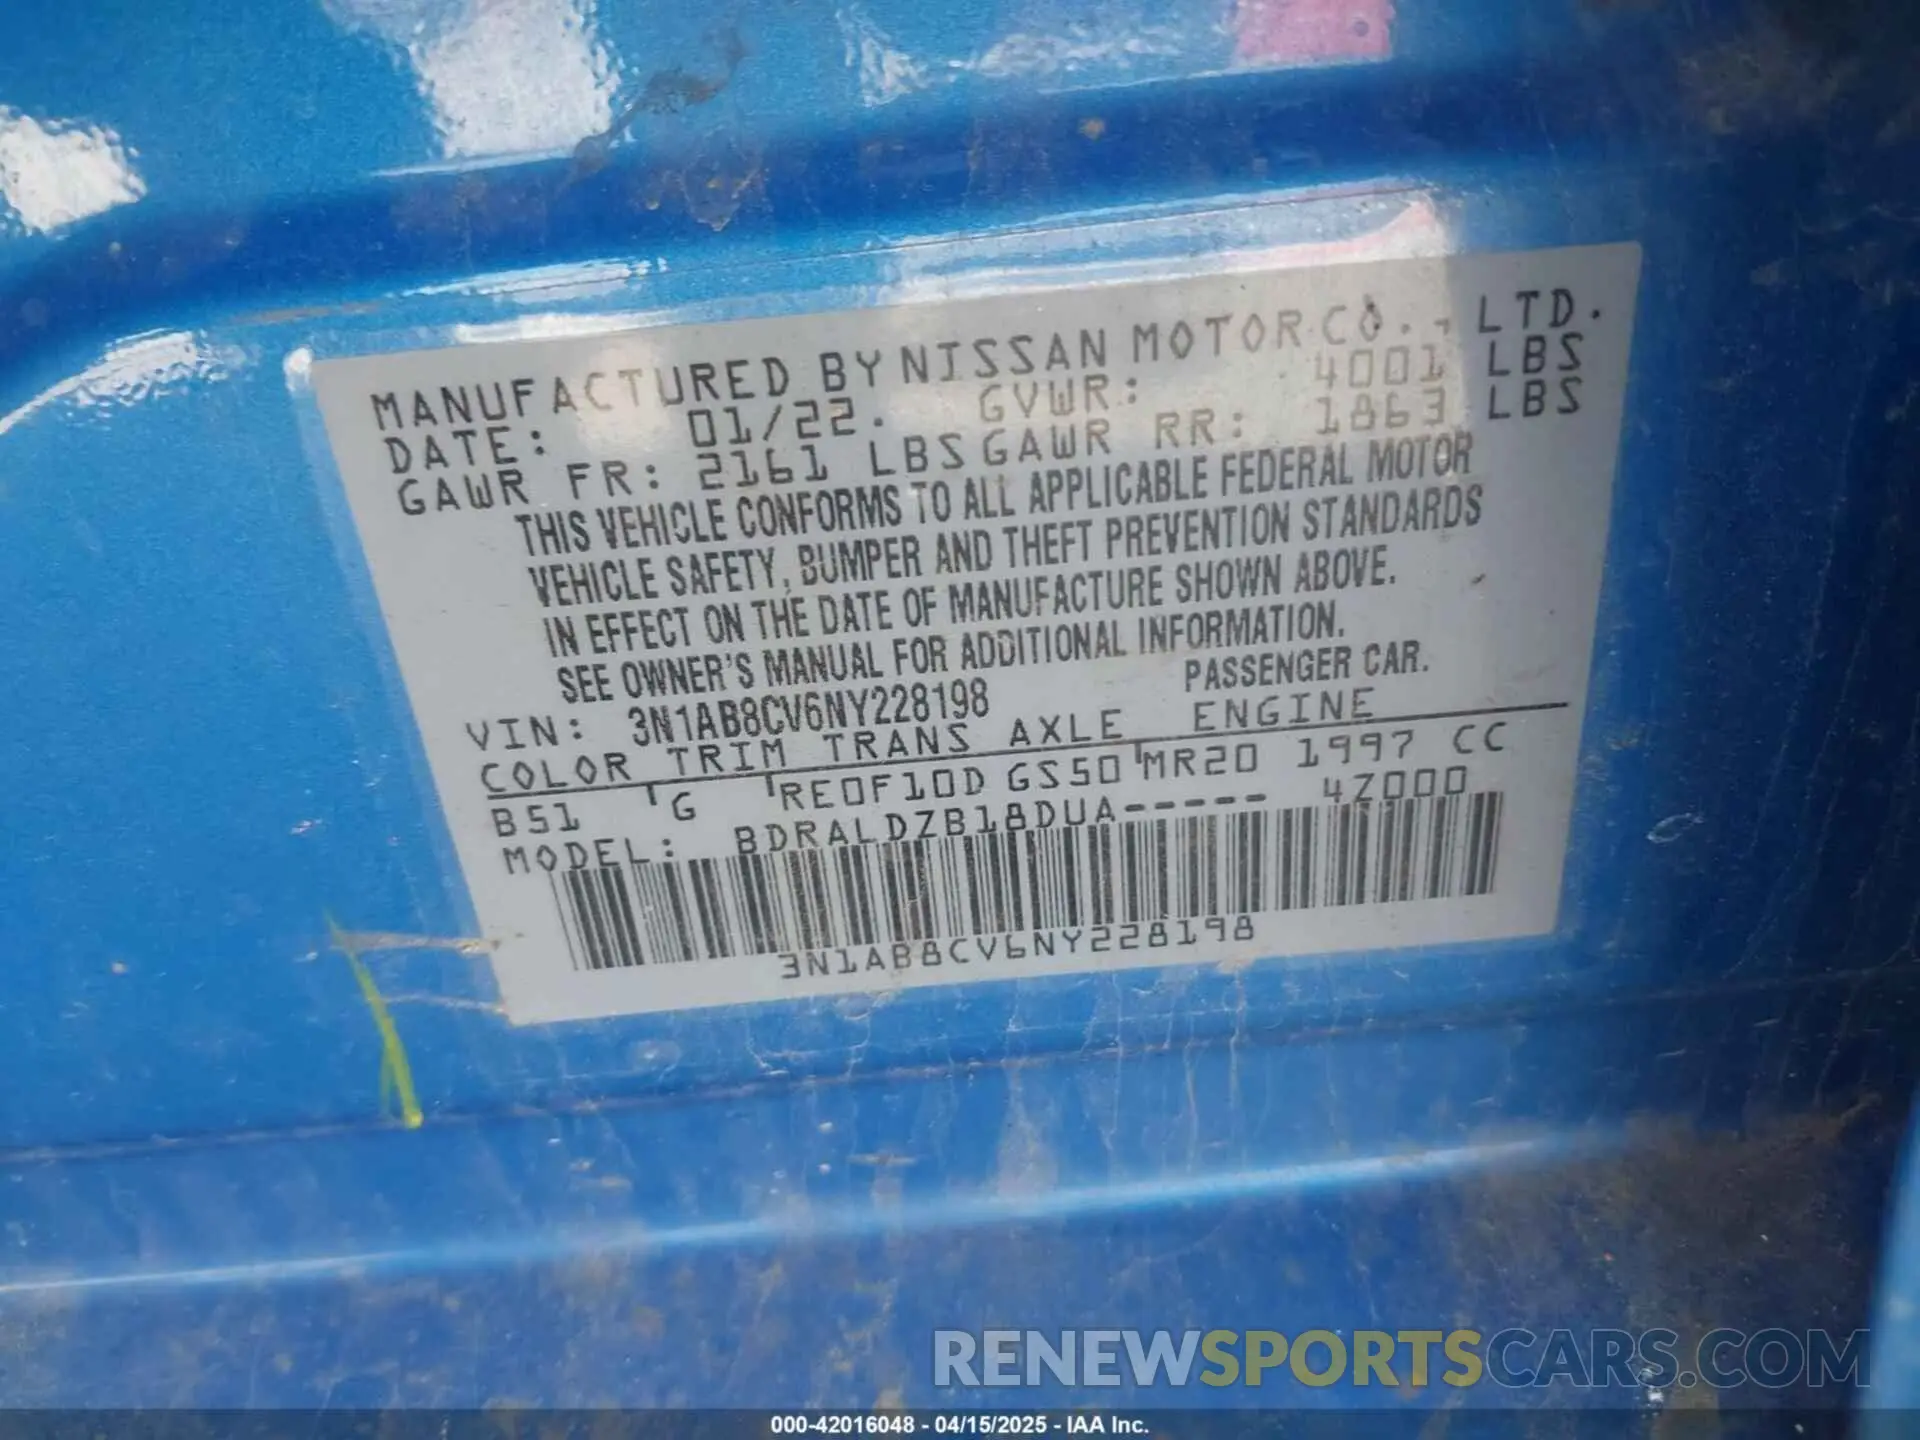 MANUFACTURED BY NISSAN MOTOR CO., LTD.
DATE: 01/22. GVWR: 4001 LBS
GAWR FR: 2161 LBS GAWR RR: 1863 LBS
THIS VEHICLE CONFORMS TO ALL APPLICABLE FEDERAL MOTOR
VEHICLE SAFETY, BUMPER AND THEFT PREVENTION STANDARDS
IN EFFECT ON THE DATE OF MANUFACTURE SHOWN ABOVE.
SEE OWNER'S MANUAL FOR ADDITIONAL INFORMATION.
VIN: 3N1AB8CV6NY228198 PASSENGER CAR.
COLOR TRIM TRANS AXLE ENGINE
B51 G RE0F10D GS50 MR20 1997 CC
MODEL: BDRALDZB18DUA----- 4Z000
3N1AB8CV6NY228198
RENEWSPORTSCARS.COM
000-42016048 - 04/15/2025 - IAA Inc.